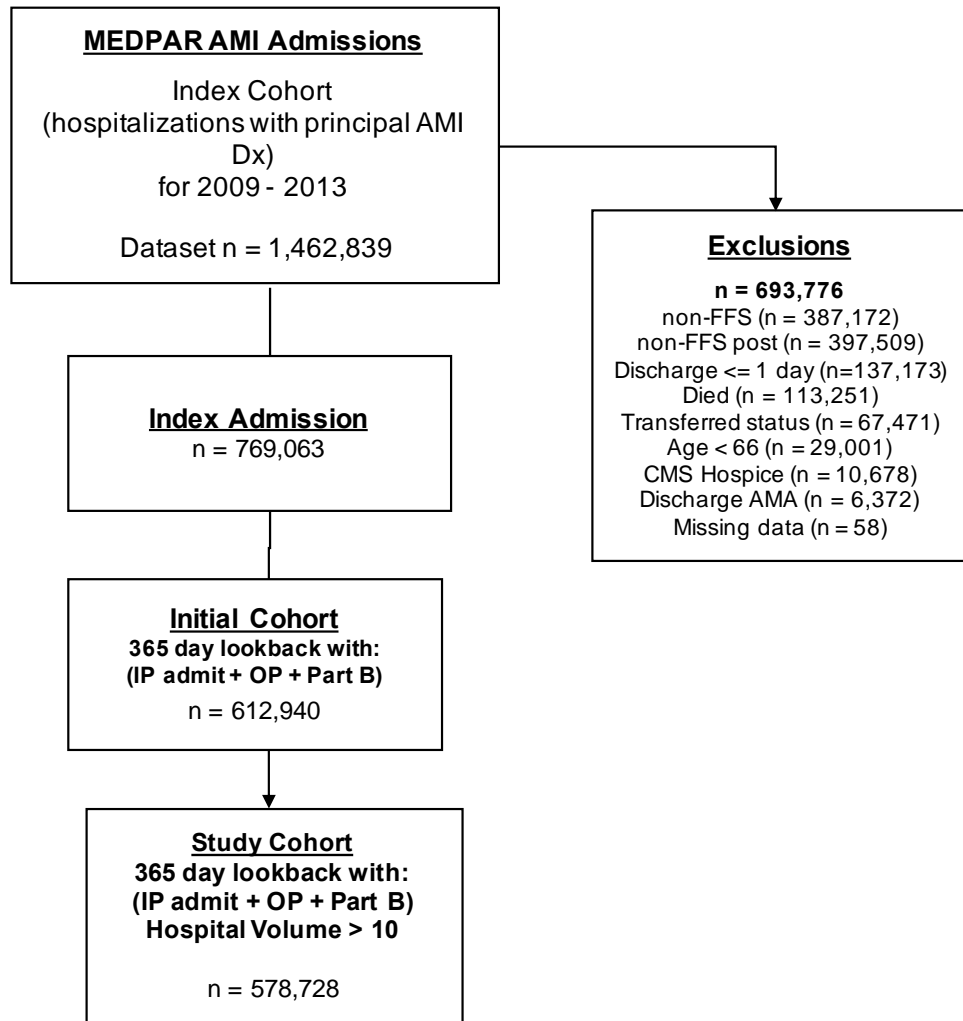 MEDPAR AMI Admissions
Index Cohort
(hospitalizations with principal AMI
Dx)
for 2009 - 2013
Dataset n = 1,462,839
Exclusions
n = 693,776
non-FFS (n = 387,172)
non-FFS post (n = 397,509)
Discharge <= 1 day (n=137,173)
Died (n = 113,251)
Transferred status (n = 67,471)
Age < 66 (n = 29,001)
CMS Hospice (n = 10,678)
Discharge AMA (n = 6,372)
Missing data (n = 58)
Index Admission
n = 769,063
Initial Cohort
365 day lookback with:
(IP admit + OP + Part B)
n = 612,940
Study Cohort
365 day lookback with:
(IP admit + OP + Part B)
Hospital Volume > 10
n = 578,728